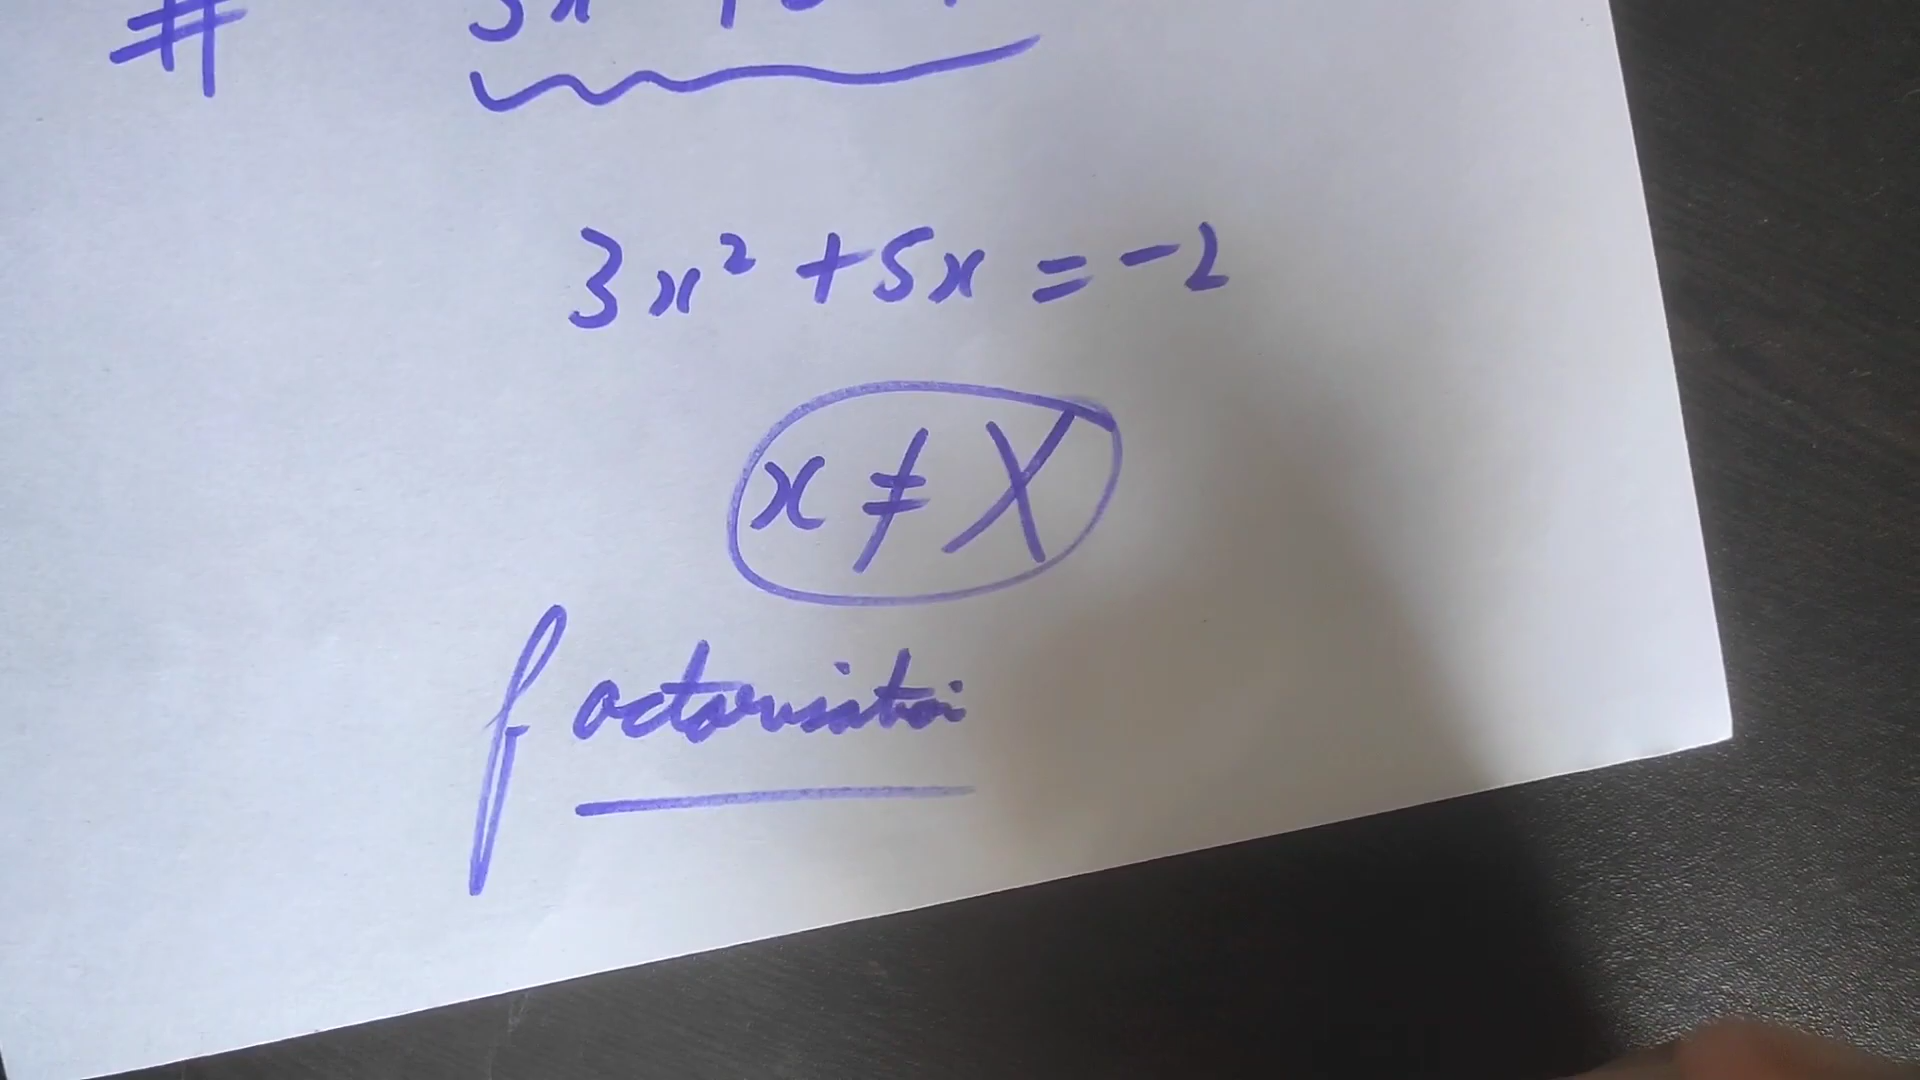 #
3x² + 5x = -2
x ≠ X
factorisation